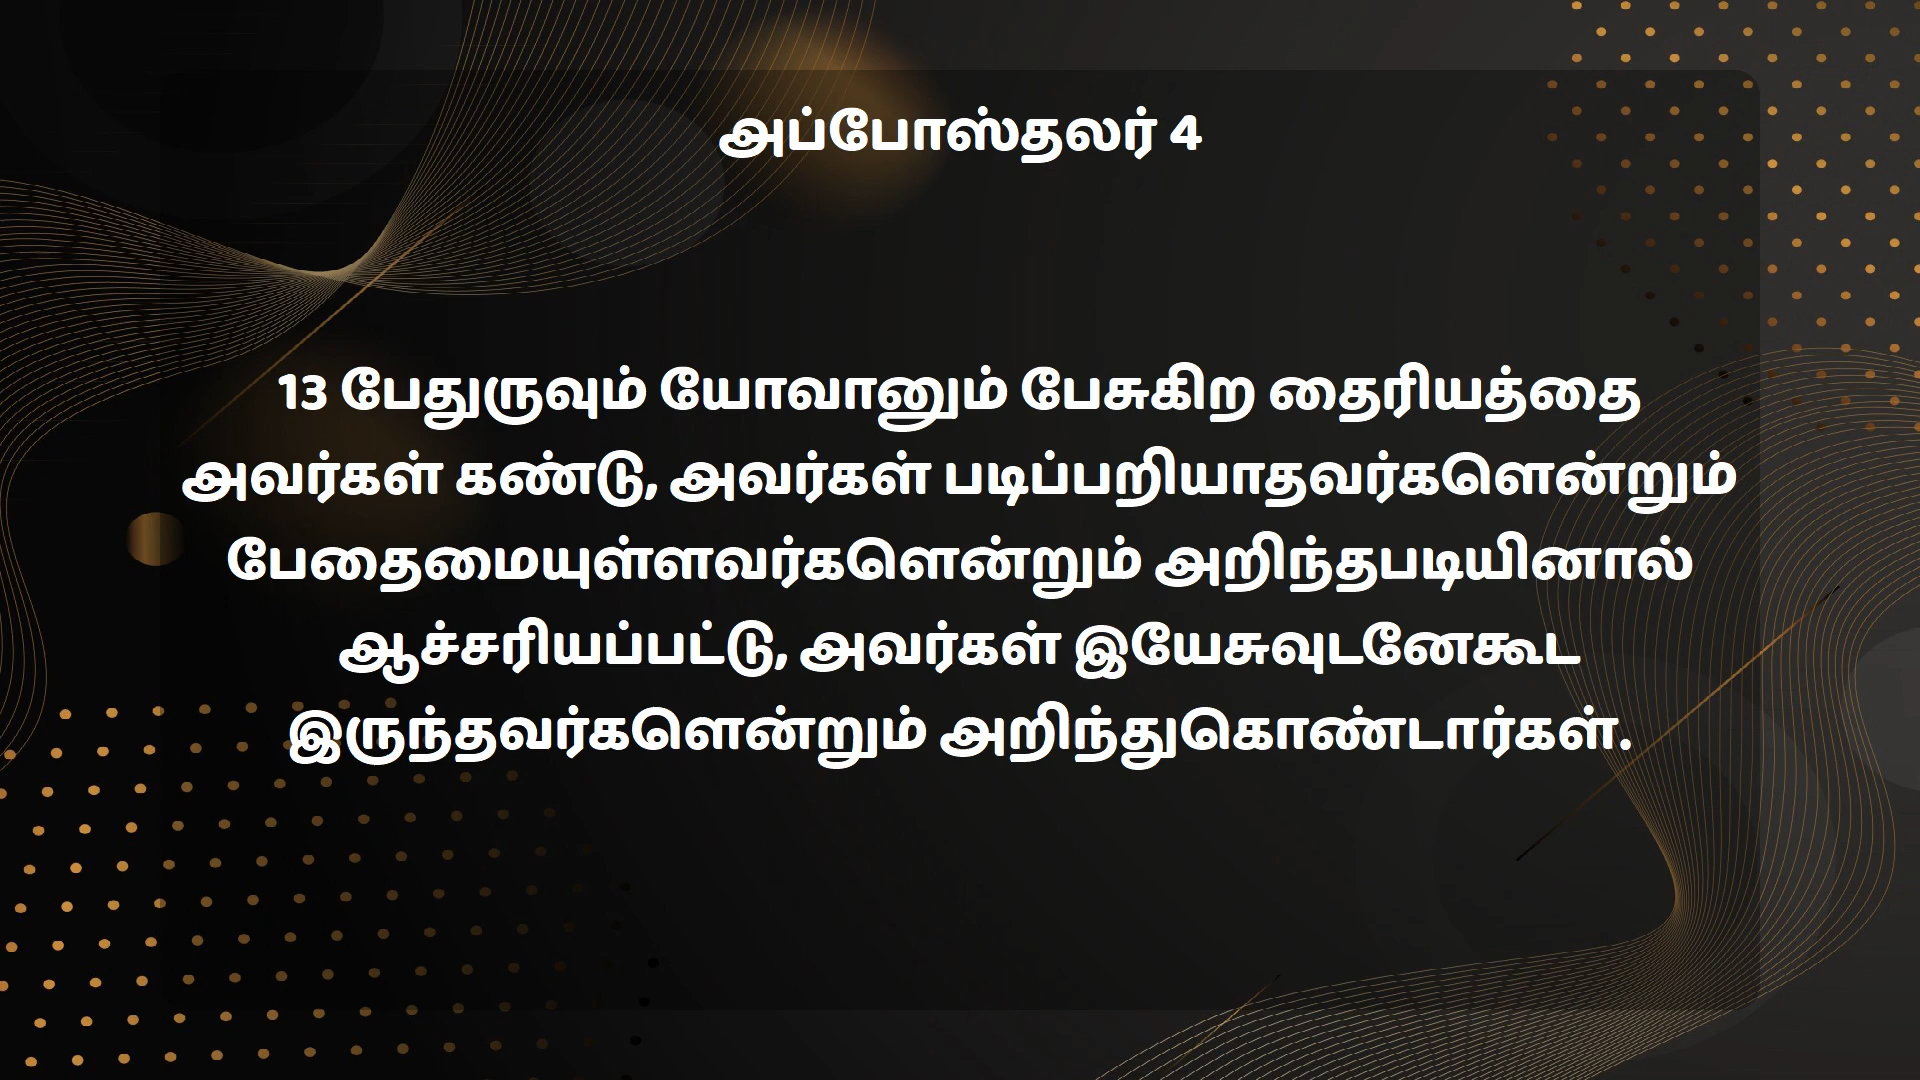 அப்போஸ்தலர் 4
13 பேதுருவும் யோவானும் பேசுகிற தைரியத்தை
அவர்கள் கண்டு, அவர்கள் படிப்பறியாதவர்களென்றும்
பேதைமையுள்ளவர்களென்றும் அறிந்தபடியினால்
ஆச்சரியப்பட்டு, அவர்கள் இயேசுவுடனேகூட
இருந்தவர்களென்றும் அறிந்துகொண்டார்கள்.